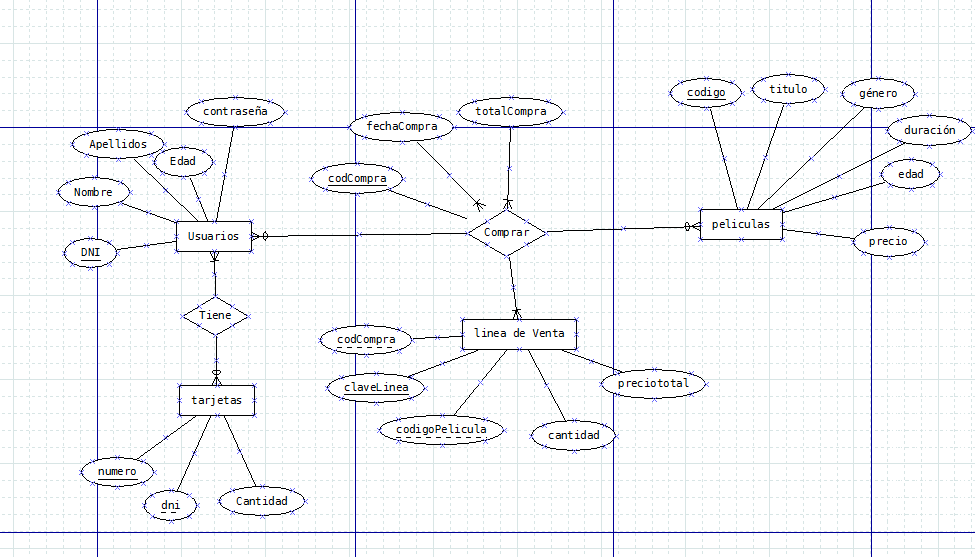 codigo
titulo
género
contraseña
totalCompra
fechaCompra
duración
Apellidos
Edad
edad
codCompra
Nombre
peliculas
Usuarios
Comprar
precio
DNI
Tiene
linea de Venta
codCompra
claveLinea
preciototal
tarjetas
codigoPelicula
cantidad
numero
dni
Cantidad